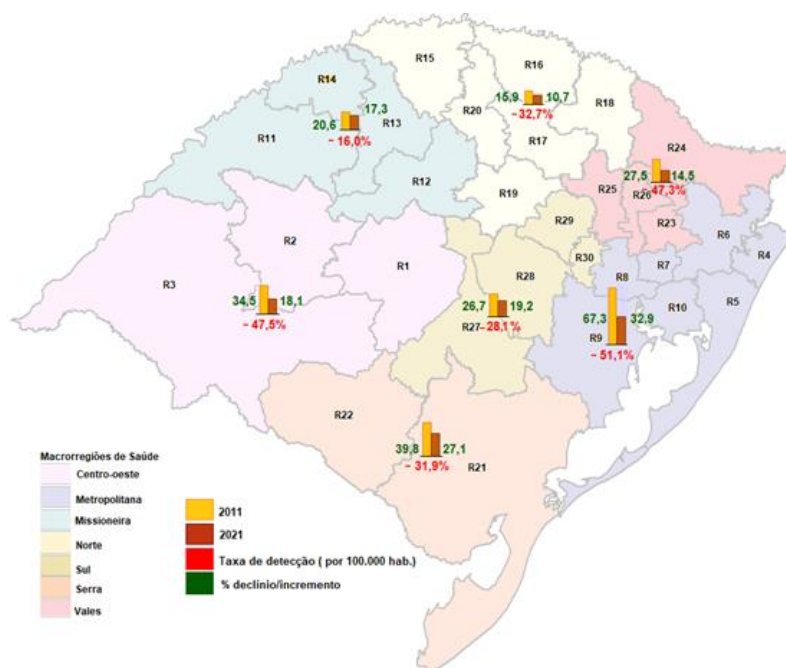 R15
R16
R14
15,9
10,7
R18
17,3
R20
− 32,7%
20,6
R13
R11
− 16,0%
R17
R24
27,5
14,5
R12
R25
R26
− 47,3%
R19
R29
R23
R6
R2
R4
R3
R1
R30
R28
R8
R7
34,5
18,1
26,7
19,2
R10
R5
− 47,5%
R27
− 28,1%
67,3
32,9
R9
− 51,1%
R22
39,8
27,1
R21
− 31,9%
Macrorregiões de Saúde
Centro-oeste
Metropolitana
Missioneira
Norte
Sul
Serra
Vales
2011
2021
Taxa de detecção ( por 100.000 hab.)
% declínio/incremento